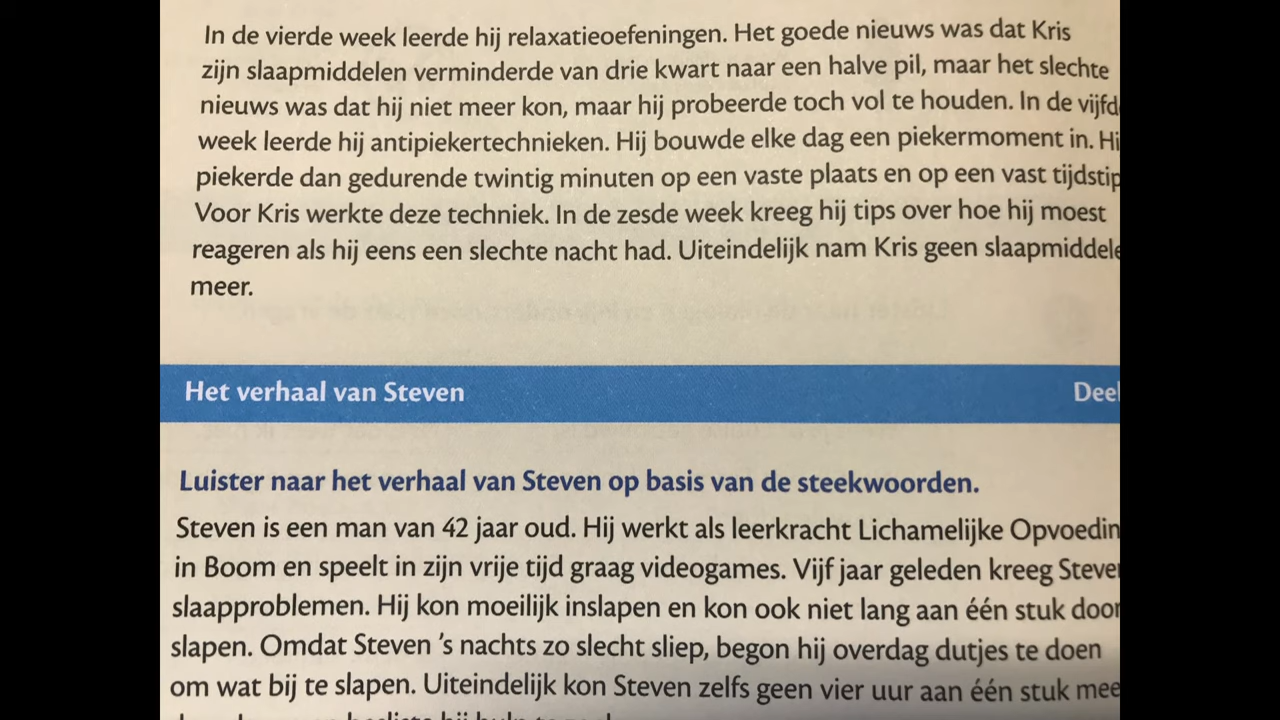 In de vierde week leerde hij relaxatieoefeningen. Het goede nieuws was dat Kris
zijn slaapmiddelen verminderde van drie kwart naar een halve pil, maar het slechte
nieuws was dat hij niet meer kon, maar hij probeerde toch vol te houden. In de vijfd
week leerde hij antipiekertechnieken. Hij bouwde elke dag een piekermoment in. Hi
piekerde dan gedurende twintig minuten op een vaste plaats en op een vast tijdstip
Voor Kris werkte deze techniek. In de zesde week kreeg hij tips over hoe hij moest
reageren als hij eens een slechte nacht had. Uiteindelijk nam Kris geen slaapmiddele
meer.
Het verhaal van Steven Deel
Luister naar het verhaal van Steven op basis van de steekwoorden.
Steven is een man van 42 jaar oud. Hij werkt als leerkracht Lichamelijke Opvoedin
in Boom en speelt in zijn vrije tijd graag videogames. Vijf jaar geleden kreeg Steve
slaapproblemen. Hij kon moeilijk inslapen en kon ook niet lang aan één stuk door
slapen. Omdat Steven 's nachts zo slecht sliep, begon hij overdag dutjes te doen
om wat bij te slapen. Uiteindelijk kon Steven zelfs geen vier uur aan één stuk mee